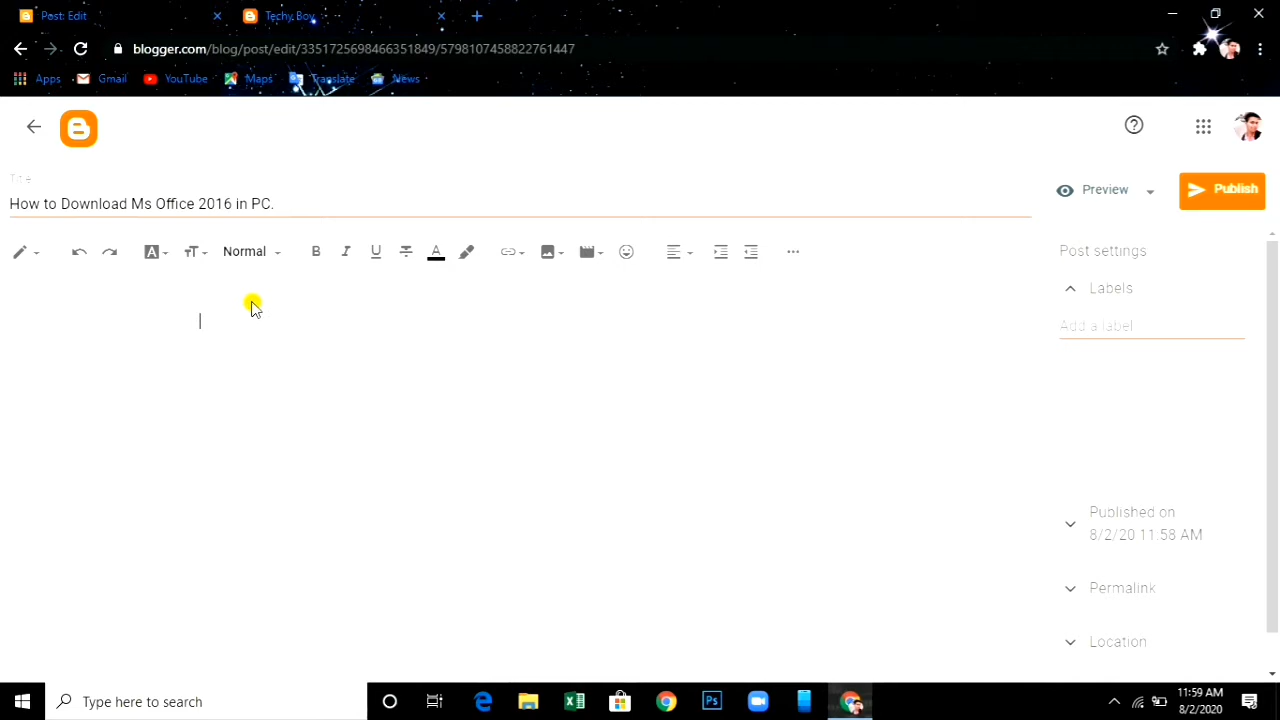 Post: Edit
Techy Boy
blogger.com/blog/post/edit/3351725698466351849/5798107458822761447
Apps Gmail YouTube Maps Translate News
Title
How to Download Ms Office 2016 in PC.
Preview
Publish
Normal B I U A
Post settings
Labels
Add a label
Published on
8/2/20 11:58 AM
Permalink
Location
Type here to search
11:59 AM
8/2/2020